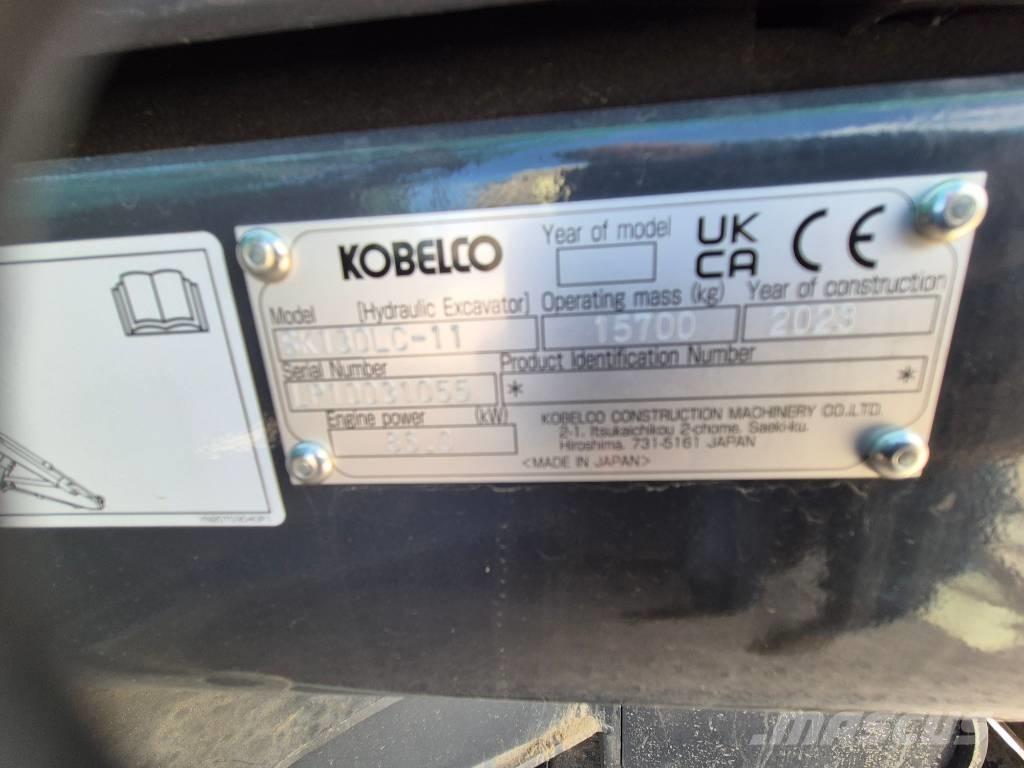 KOBELCO
Year of model
UK
CA
CE
Model [Hydraulic Excavator]
SK130LC-11
Operating mass (kg)
15700
Year of construction
2023
Serial Number
Product Identification Number
* *
Engine power (kW)
KOBELCO CONSTRUCTION MACHINERY CO.,LTD.
2-1, Itsukaichikou 2-chome, Saeki-ku,
Hiroshima, 731-5161 JAPAN
<MADE IN JAPAN>
MASCUS